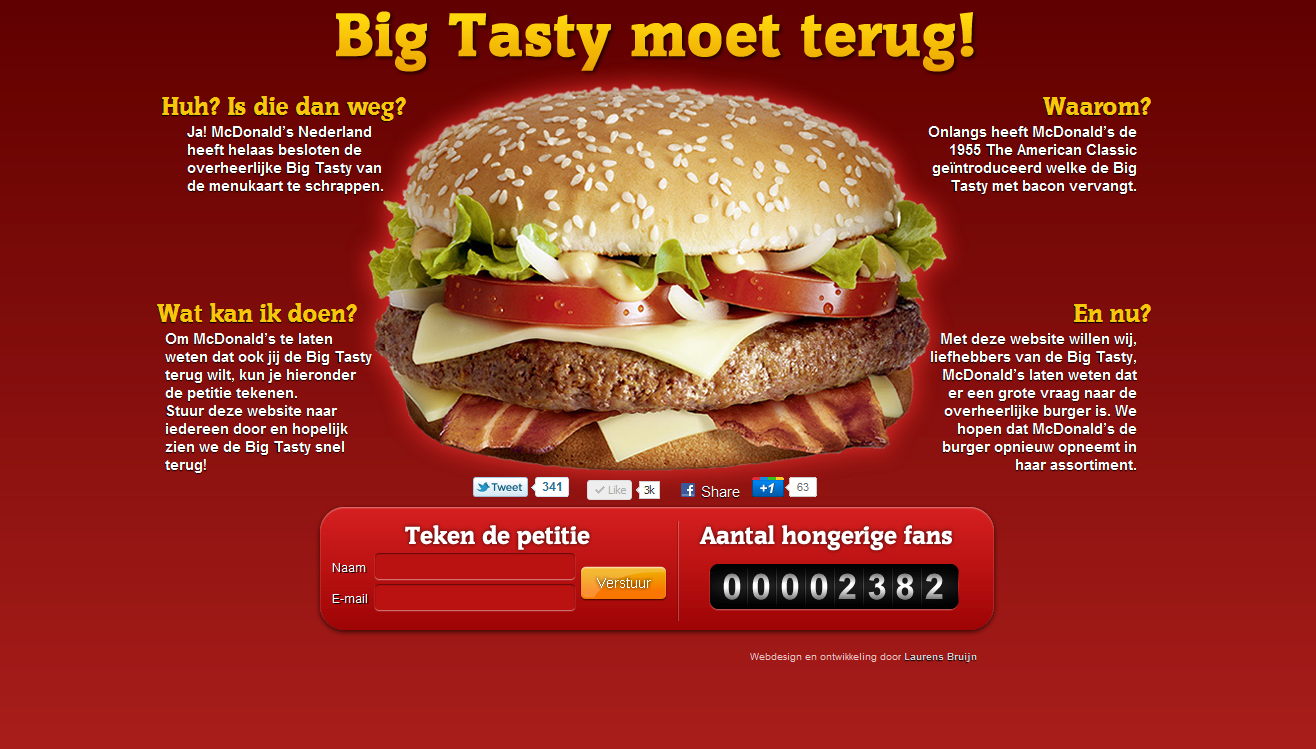 Big Tasty moet terug!
Huh? Is die dan weg?
Ja! McDonald's Nederland
heeft helaas besloten de
overheerlijke Big Tasty van
de menukaart te schrappen.
Waarom?
Onlangs heeft McDonald's de
1955 The American Classic
geïntroduceerd welke de Big
Tasty met bacon vervangt.
Wat kan ik doen?
Om McDonald's te laten
weten dat ook jij de Big Tasty
terug wilt, kun je hieronder
de petitie tekenen.
Stuur deze website naar
iedereen door en hopelijk
zien we de Big Tasty snel
terug!
En nu?
Met deze website willen wij,
liefhebbers van de Big Tasty,
McDonald's laten weten dat
er een grote vraag naar de
overheerlijke burger is. We
hopen dat McDonald's de
burger opnieuw opneemt in
haar assortiment.
Tweet 341 Like 3k Share +1 63
Teken de petitie
Naam
E-mail
Verstuur
Aantal hongerige fans
00002382
Webdesign en ontwikkeling door Laurens Bruijn